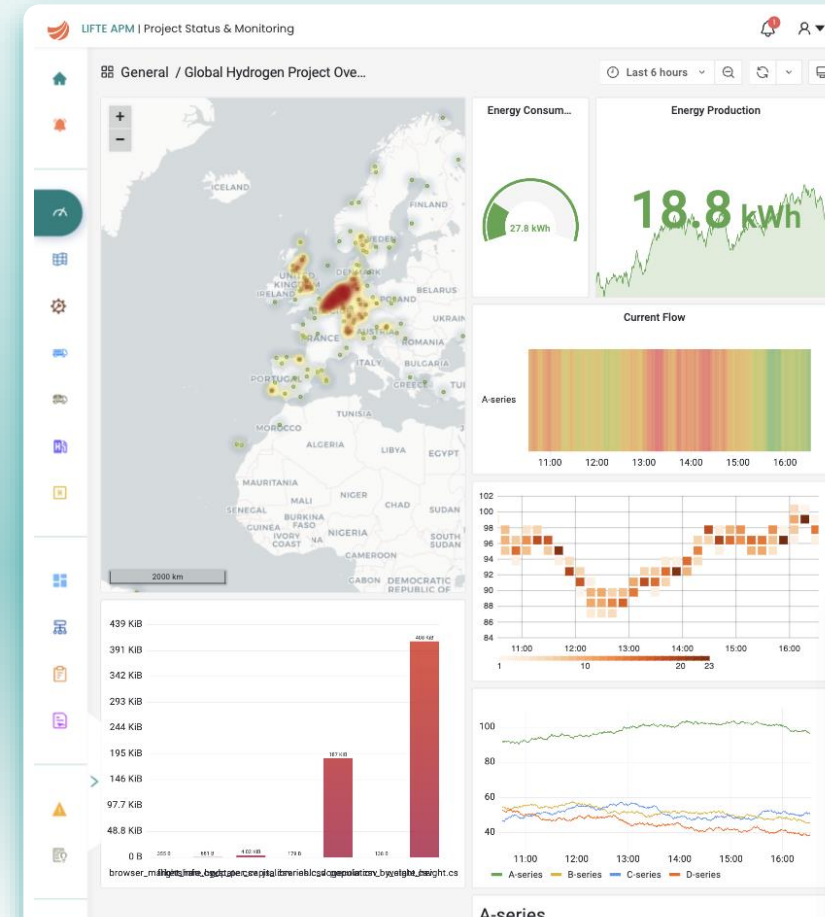 LIFTE APM | Project Status & Monitoring
General / Global Hydrogen Project Ove...
Last 6 hours
+
−
ICELAND
FINLAND
DENMARK
UNITED
KINGDOM
IRELAND
POLAND
BELARUS
UKRAIN
FRANCE
AUSTRIA
ROMANIA
ITALY
BULGARIA
PORTUGAL
GREECE
TU
TUNISIA
MOROCCO
ALGERIA
LIBYA
EGYPT
MAURITANIA
MALI
NIGER
CHAD
SUDAN
SENEGAL
BURKINA
FASO
GUINEA
IVORY
COAST
NIGERIA
SOUTH
SUDAN
CAMEROON
GABON
DEMOCRATIC
REPUBLIC OF
2000 km
Energy Consum...
27.8 kWh
Energy Production
18.8 kWh
Current Flow
A-series
11:00 12:00 13:00 14:00 15:00 16:00
102
100
98
96
94
92
90
88
86
84
11:00 12:00 13:00 14:00 15:00 16:00
1 10 20 23
439 KiB
391 KiB
342 KiB
293 KiB
244 KiB
195 KiB
146 KiB
97.7 KiB
48.8 KiB
0 B
187 KiB
100
80
60
40
11:00 12:00 13:00 14:00 15:00 16:00
A-series B-series C-series D-series
A-series